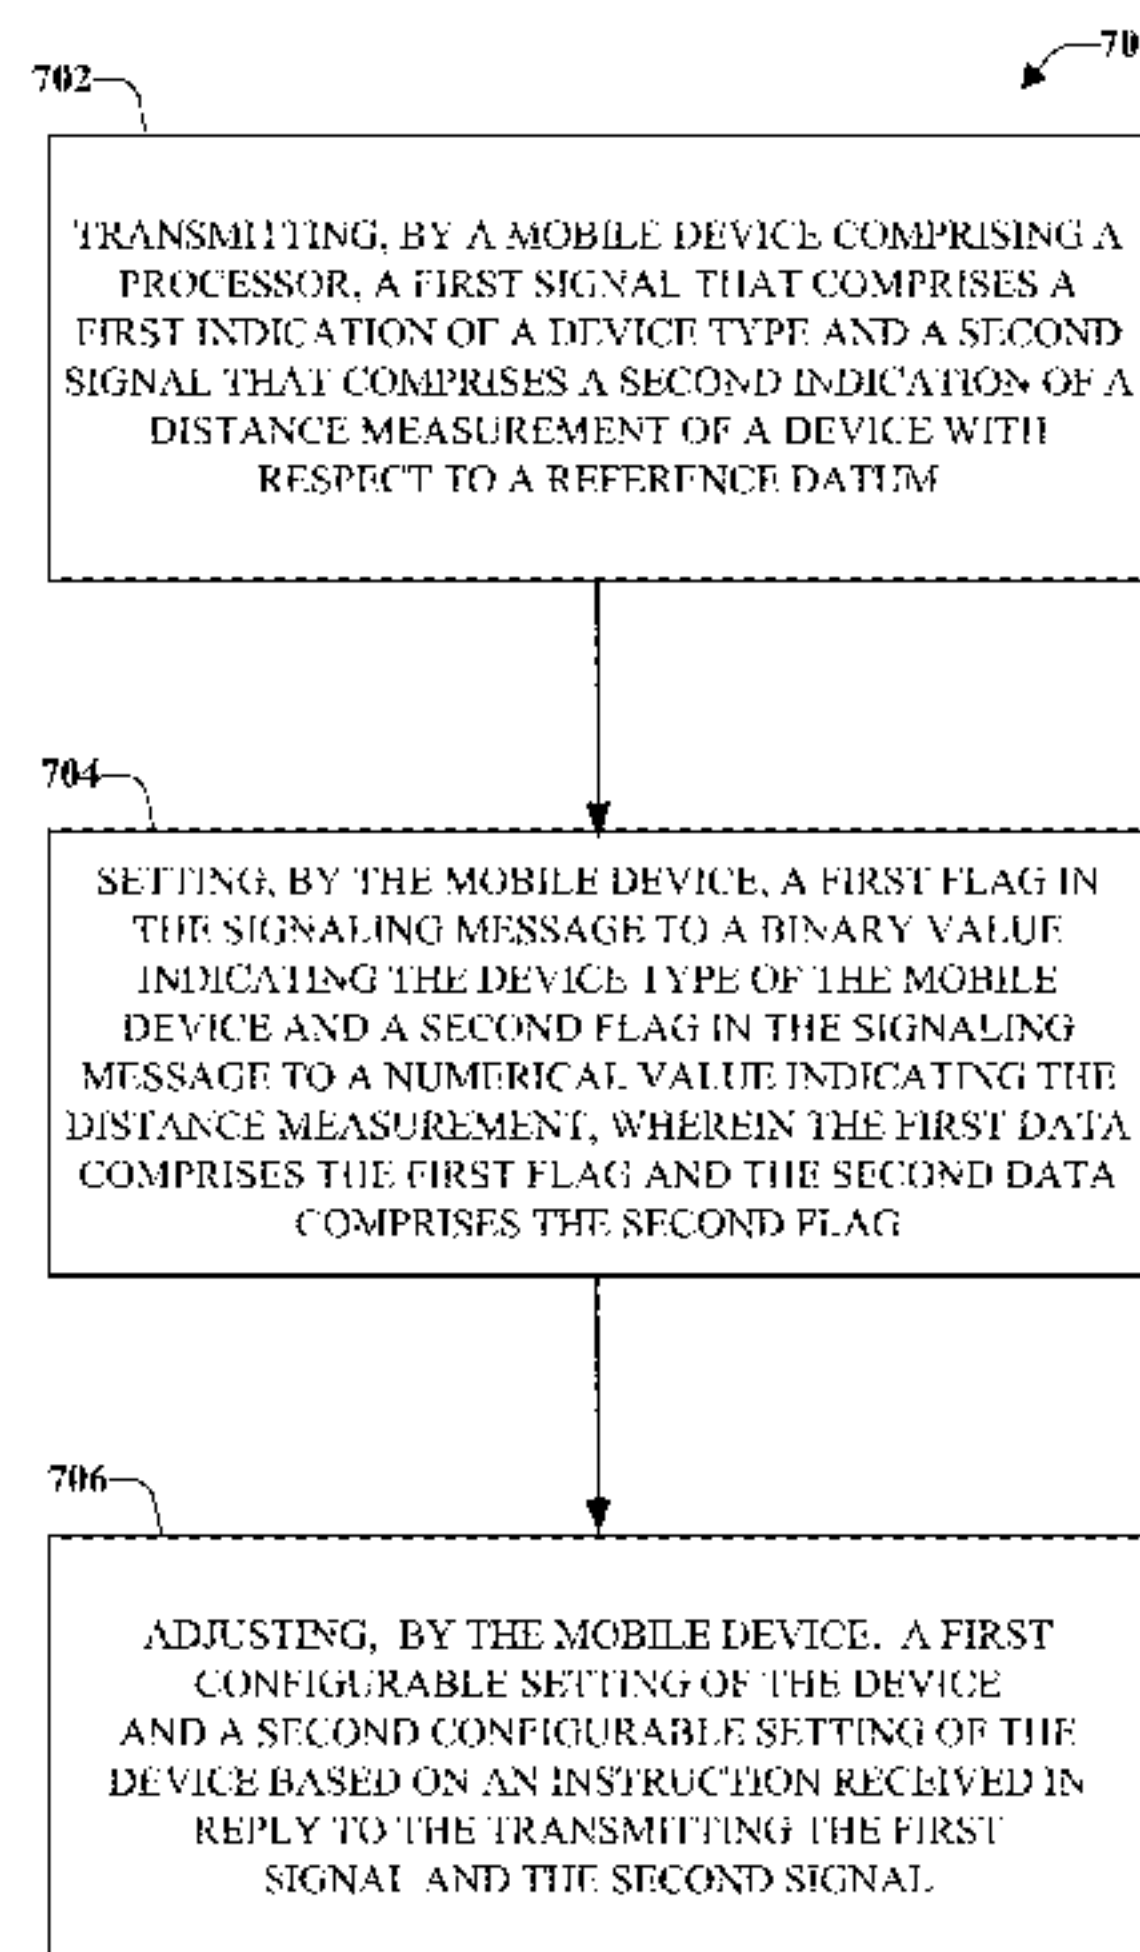 70
702
TRANSMITTING, BY A MOBILE DEVICE COMPRISING A
PROCESSOR, A FIRST SIGNAL THAT COMPRISES A
FIRST INDICATION OF A DEVICE TYPE AND A SECOND
SIGNAL THAT COMPRISES A SECOND INDICATION OF A
DISTANCE MEASUREMENT OF A DEVICE WITH
RESPECT TO A REFERENCE DATUM
704
SETTING, BY THE MOBILE DEVICE, A FIRST FLAG IN
THE SIGNALING MESSAGE TO A BINARY VALUE
INDICATING THE DEVICE TYPE OF THE MOBILE
DEVICE AND A SECOND FLAG IN THE SIGNALING
MESSAGE TO A NUMERICAL VALUE INDICATING THE
DISTANCE MEASUREMENT, WHEREIN THE FIRST DATA
COMPRISES THE FIRST FLAG AND THE SECOND DATA
COMPRISES THE SECOND FLAG
706
ADJUSTING, BY THE MOBILE DEVICE. A FIRST
CONFIGURABLE SETTING OF THE DEVICE
AND A SECOND CONFIGURABLE SETTING OF THE
DEVICE BASED ON AN INSTRUCTION RECEIVED IN
REPLY TO THE TRANSMITTING THE FIRST
SIGNAL AND THE SECOND SIGNAL